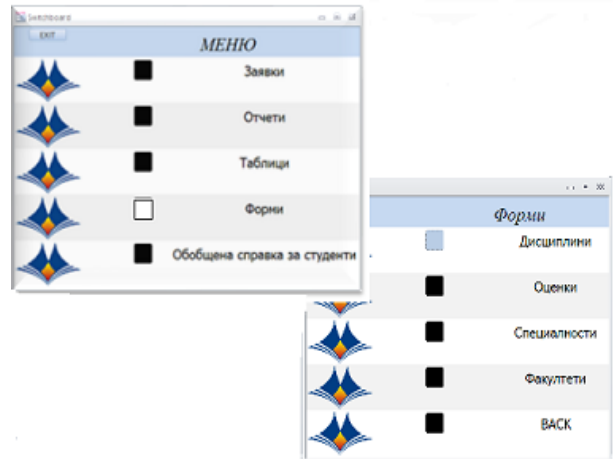 Switchboard
EXIT
МЕНЮ
Заявки
Отчети
Таблици
Форми
Обобщена справка за студенти
Форми
Дисциплини
Оценки
Специалности
Факултети
BACK